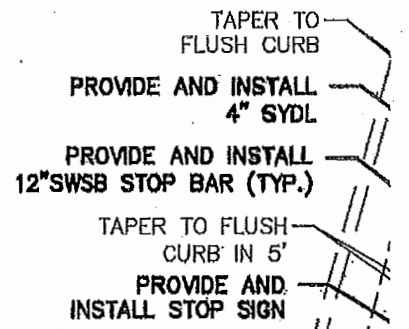 TAPER TO
FLUSH CURB
PROVIDE AND INSTALL
4" SYDL
PROVIDE AND INSTALL
12"SWSB STOP BAR (TYP.)
TAPER TO FLUSH
CURB IN 5'
PROVIDE AND
INSTALL STOP SIGN